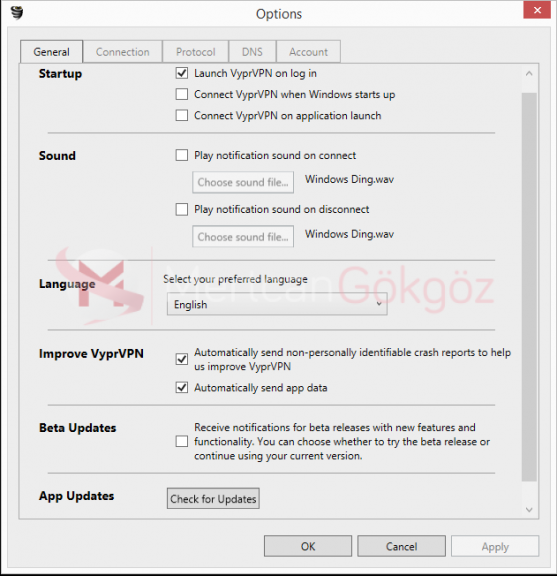 Options
General Connection Protocol DNS Account
Startup Launch VyprVPN on log in
Connect VyprVPN when Windows starts up
Connect VyprVPN on application launch
Sound Play notification sound on connect
Choose sound file... Windows Ding.wav
Play notification sound on disconnect
Choose sound file... Windows Ding.wav
MertcanGökgöz
Language Select your preferred language
English
Improve VyprVPN Automatically send non-personally identifiable crash reports to help
us improve VyprVPN
Automatically send app data
Beta Updates Receive notifications for beta releases with new features and
functionality. You can choose whether to try the beta release or
continue using your current version.
App Updates Check for Updates
OK Cancel Apply